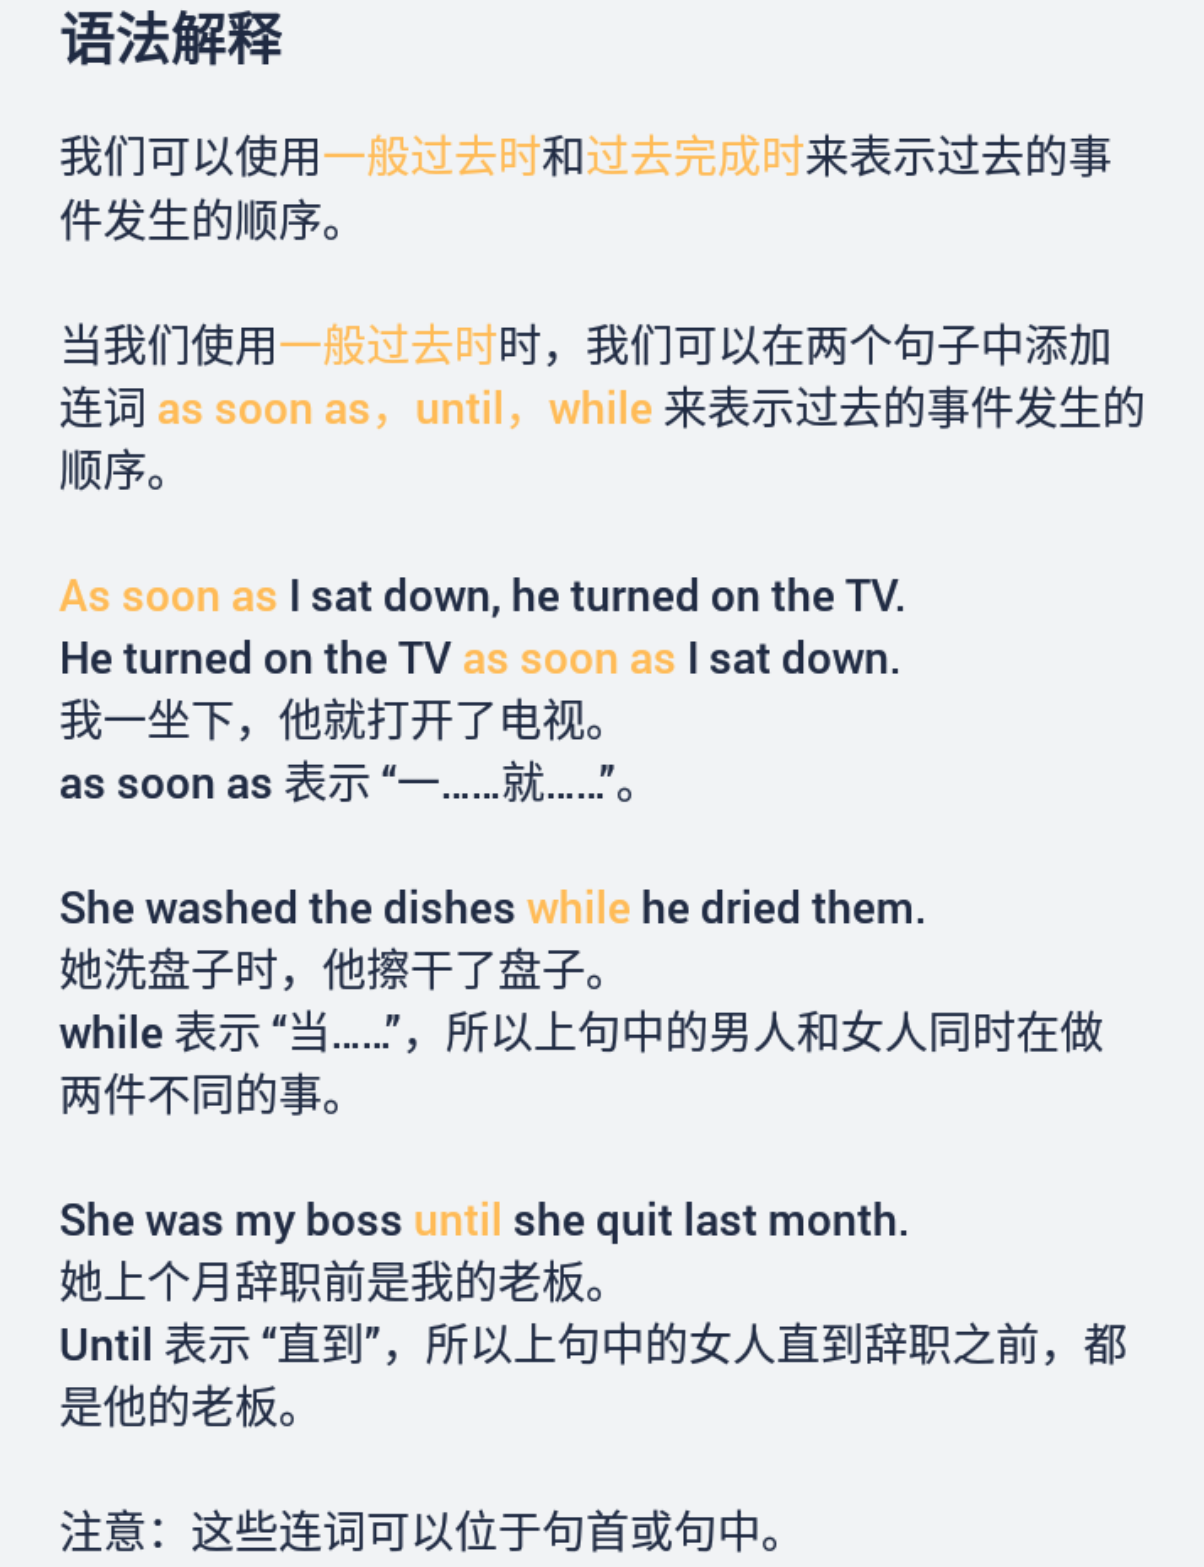 语法解释
我们可以使用一般过去时和过去完成时来表示过去的事
件发生的顺序。
当我们使用一般过去时时，我们可以在两个句子中添加
连词 as soon as，until，while 来表示过去的事件发生的
顺序。
As soon as I sat down, he turned on the TV.
He turned on the TV as soon as I sat down.
我一坐下，他就打开了电视。
as soon as 表示 “一……就……”。
She washed the dishes while he dried them.
她洗盘子时，他擦干了盘子。
while 表示 “当……”，所以上句中的男人和女人同时在做
两件不同的事。
She was my boss until she quit last month.
她上个月辞职前是我的老板。
Until 表示 “直到”，所以上句中的女人直到辞职之前，都
是他的老板。
注意：这些连词可以位于句首或句中。